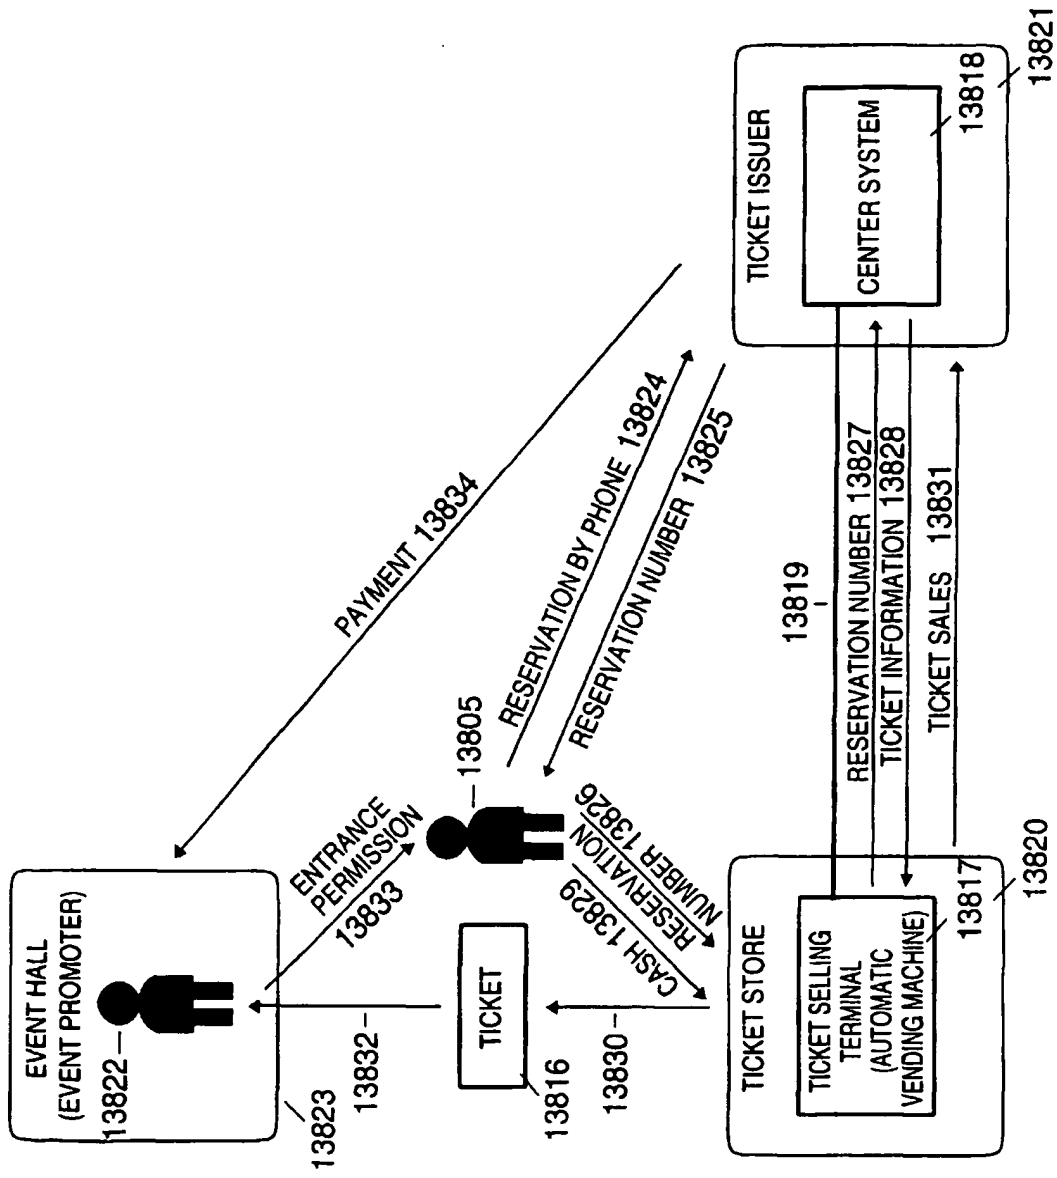 EVENT HALL
(EVENT PROMOTER)
13822
13823
ENTRANCE
PERMISSION
13833
13832
TICKET
13816
13830
13805
PAYMENT 13834
RESERVATION BY PHONE 13824
RESERVATION NUMBER 13825
CASH 13829
RESERVATION
NUMBER 13826
TICKET STORE
TICKET SELLING
TERMINAL
(AUTOMATIC
VENDING MACHINE)
13817
13820
13819
RESERVATION NUMBER 13827
TICKET INFORMATION 13828
TICKET SALES 13831
TICKET ISSUER
CENTER SYSTEM
13818
13821